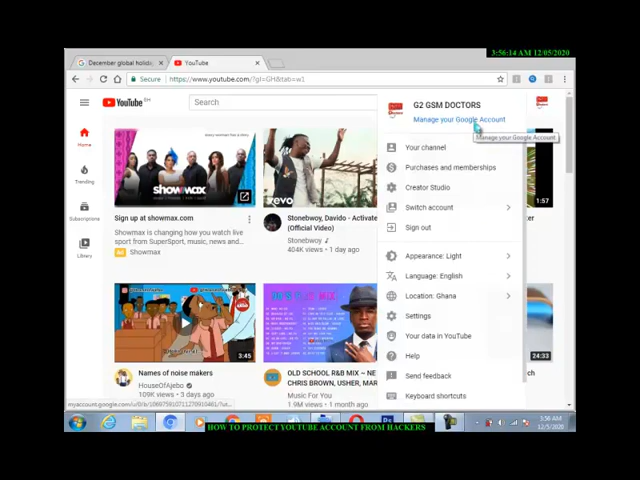 3:56:14 AM 12/05/2020
December global holida
YouTube
Secure
https://www.youtube.com/?gl=GH&tab=w1
YouTube GH
Search
G2 GSM DOCTORS
Manage your Google Account
Manage your Google Account
Home
Trending
Subscriptions
Library
showmax
evo
1:57
Your channel
Purchases and memberships
Creator Studio
Switch account
Sign out
Appearance: Light
Language: English
Location: Ghana
Settings
Your data in YouTube
Help
Send feedback
Keyboard shortcuts
Sign up at showmax.com
Showmax is changing how you watch
sport from SuperSport, music, news and
Ad Showmax
Stonebwoy, Davido - Activate
(Official Video)
Stonebwoy
404K views • 1 day ago
3:45
24:33
Names of noise makers
HouseOfAjebo
109K views • 3 days ago
OLD SCHOOL R&B MIX ~ NE
CHRIS BROWN, USHER, MAR
Music For You
1.9M views • 1 month ago
3:56 AM
12/5/2020
HOW TO PROTECT YOUTUBE ACCOUNT FROM HACKERS